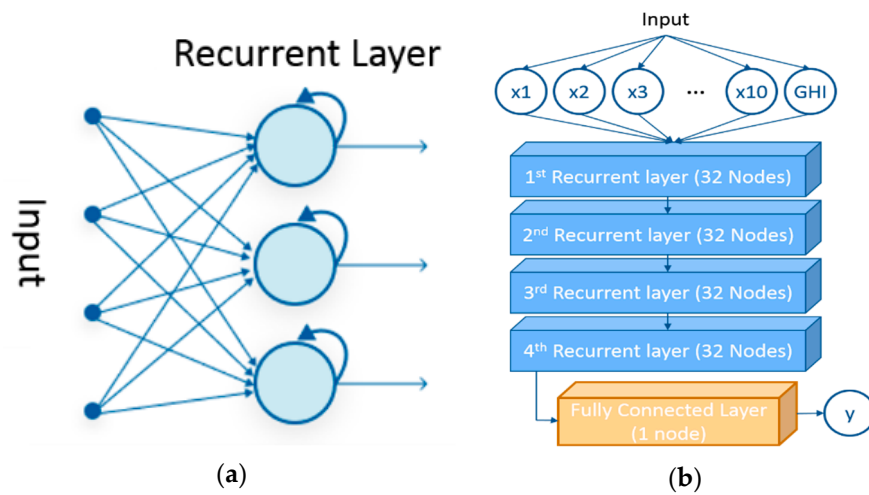 Recurrent Layer
Input
(a)
Input
x1 x2 x3 ... x10 GHI
1st Recurrent layer (32 Nodes)
2nd Recurrent layer (32 Nodes)
3rd Recurrent layer (32 Nodes)
4th Recurrent layer (32 Nodes)
Fully Connected Layer
(1 node)
y
(b)